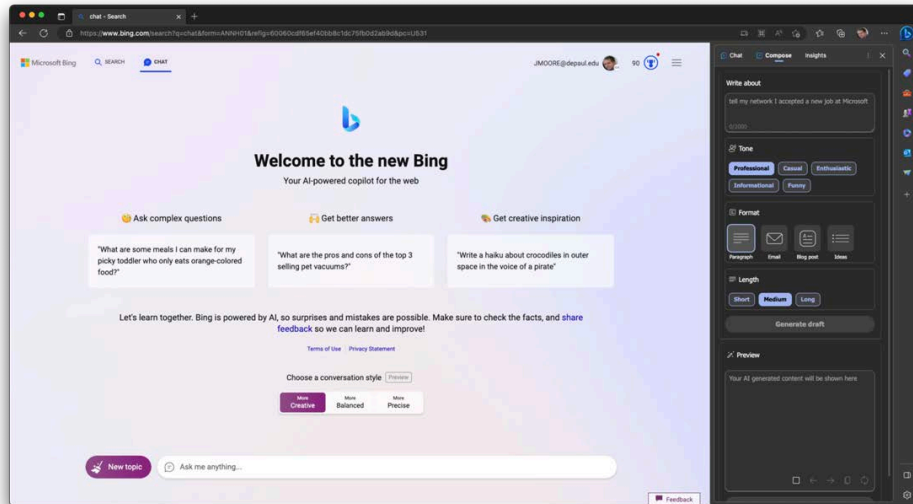 chat - Search
https://www.bing.com/search?q=chat&form=ANNH01&refig=60060cdf65ef40bb8c1dc75fb0d2ab9d&pc=U531
Microsoft Bing
SEARCH
CHAT
JMOORE@depaul.edu
90
Welcome to the new Bing
Your AI-powered copilot for the web
Ask complex questions
"What are some meals I can make for my
picky toddler who only eats orange-colored
food?"
Get better answers
"What are the pros and cons of the top 3
selling pet vacuums?"
Get creative inspiration
"Write a haiku about crocodiles in outer
space in the voice of a pirate"
Let's learn together. Bing is powered by AI, so surprises and mistakes are possible. Make sure to check the facts, and share
feedback so we can learn and improve!
Terms of Use Privacy Statement
Choose a conversation style Preview
More Creative
More Balanced
More Precise
New topic
Ask me anything...
Feedback
Chat Compose Insights
Write about
tell my network I accepted a new job at Microsoft
0/2000
Tone
Professional Casual Enthusiastic
Informational Funny
Format
Paragraph Email Blog post Ideas
Length
Short Medium Long
Generate draft
Preview
Your AI generated content will be shown here